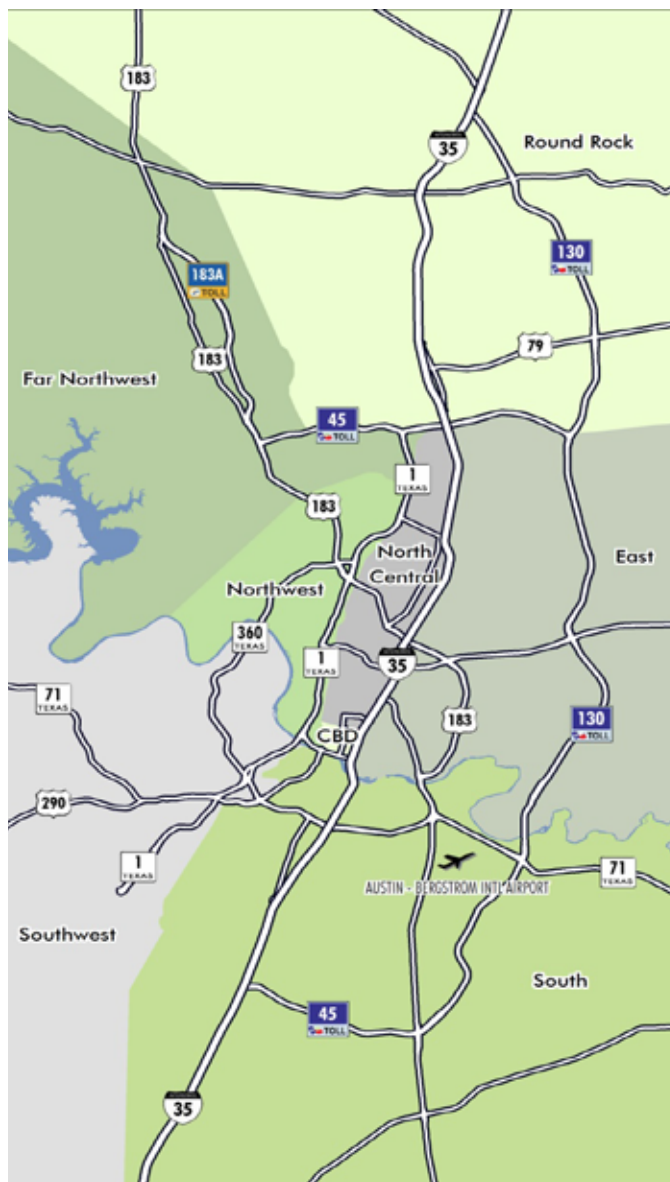 183
35
Round Rock
130
TOLL
183A
TOLL
79
183
Far Northwest
45
TOLL
1
TEXAS
183
North
Central
East
Northwest
360
TEXAS
1
TEXAS
35
71
TEXAS
183
130
TOLL
CBD
290
1
TEXAS
71
TEXAS
AUSTIN - BERGSTROM INTL AIRPORT
Southwest
South
45
TOLL
35